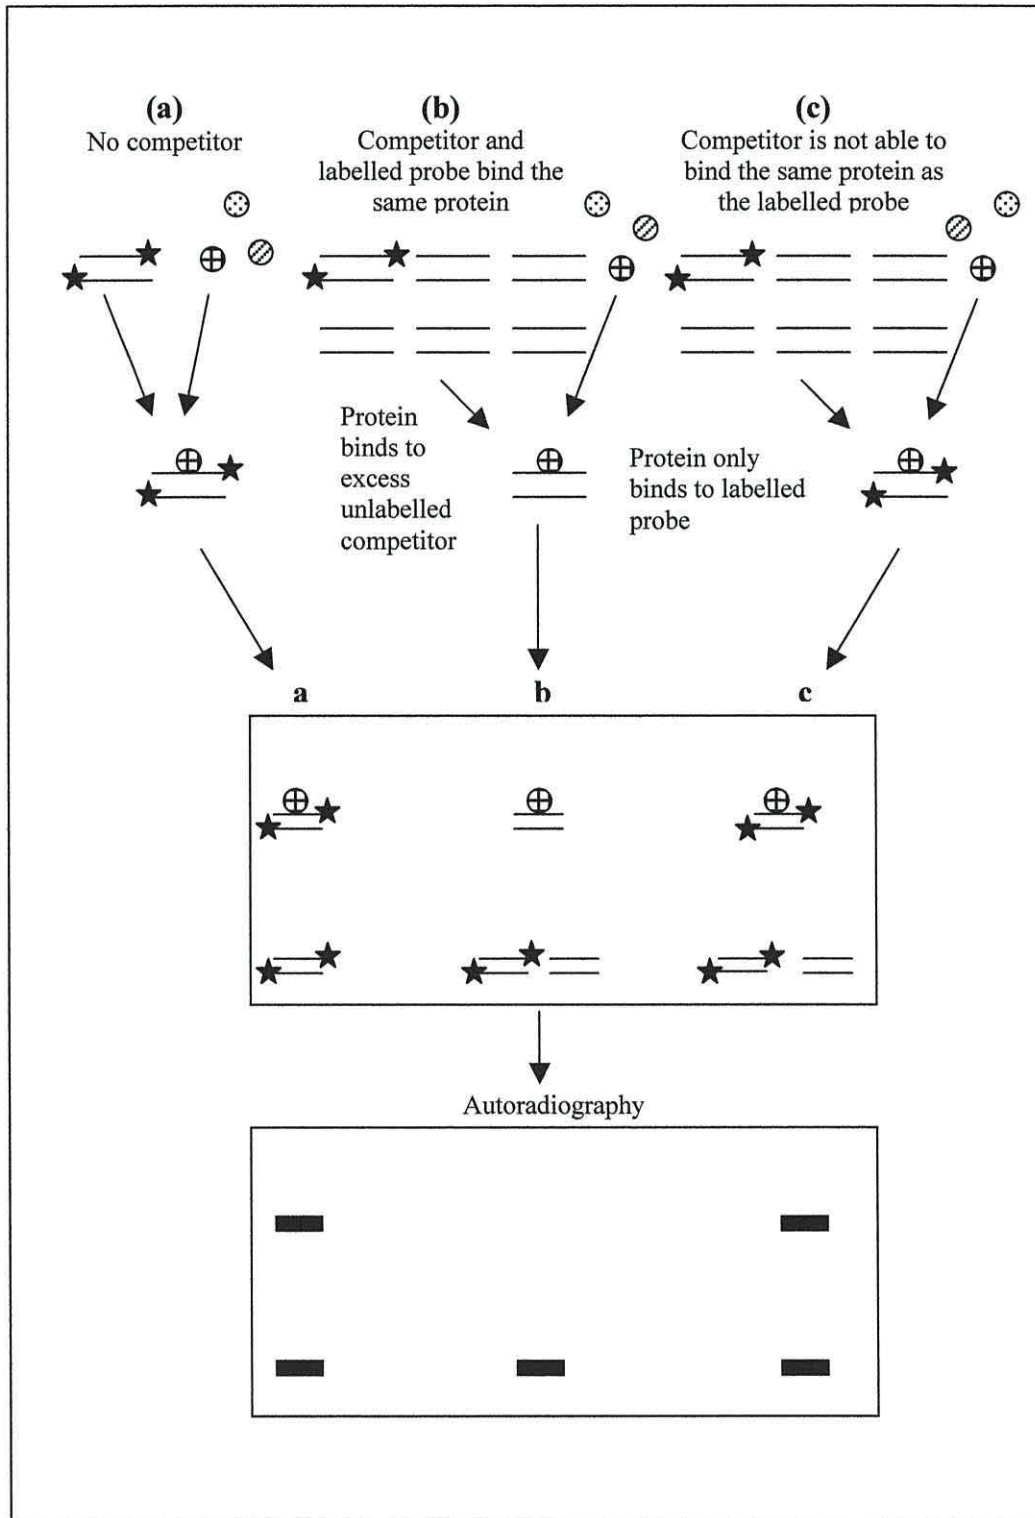 (a)
No competitor
(b)
Competitor and
labelled probe bind the
same protein
(c)
Competitor is not able to
bind the same protein as
the labelled probe
Protein
binds to
excess
unlabelled
competitor
Protein only
binds to labelled
probe
a
b
c
Autoradiography